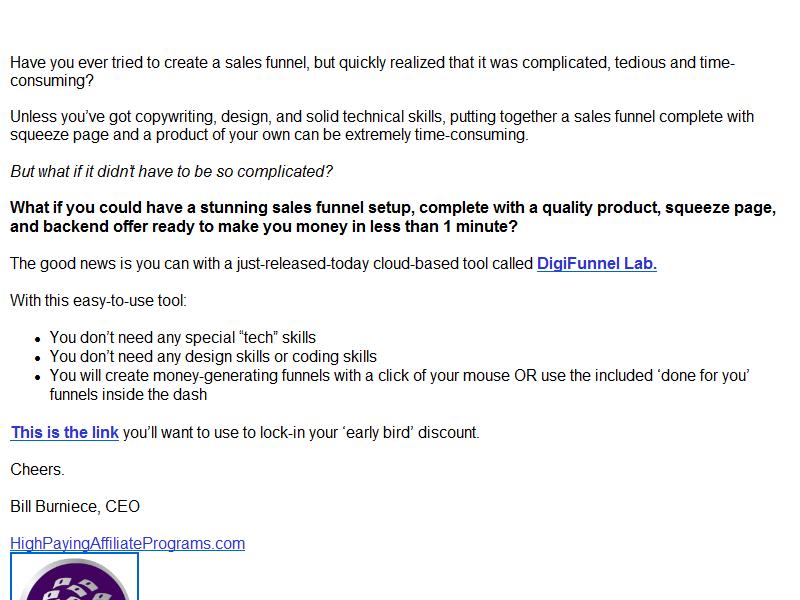 Have you ever tried to create a sales funnel, but quickly realized that it was complicated, tedious and time-
consuming?
Unless you've got copywriting, design, and solid technical skills, putting together a sales funnel complete with
squeeze page and a product of your own can be extremely time-consuming.
But what if it didn't have to be so complicated?
What if you could have a stunning sales funnel setup, complete with a quality product, squeeze page,
and backend offer ready to make you money in less than 1 minute?
The good news is you can with a just-released-today cloud-based tool called DigiFunnel Lab.
With this easy-to-use tool:
• You don’t need any special “tech” skills
• You don’t need any design skills or coding skills
• You will create money-generating funnels with a click of your mouse OR use the included ‘done for you’
funnels inside the dash
This is the link you’ll want to use to lock-in your ‘early bird’ discount.
Cheers.
Bill Burniece, CEO
HighPayingAffiliatePrograms.com